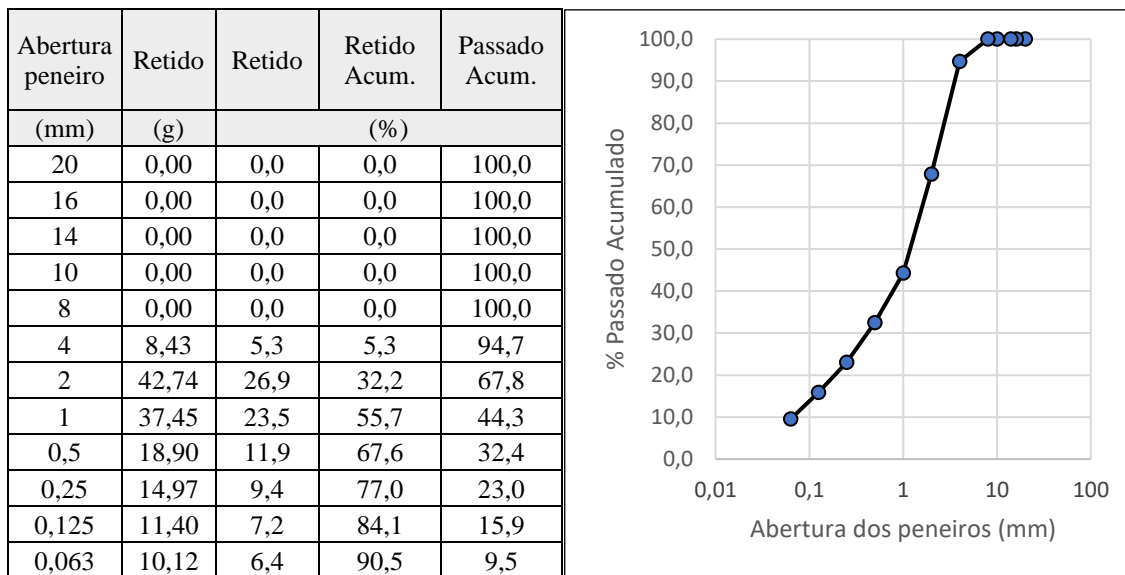 Abertura peneiro Retido Retido Retido Acum. Passado Acum.
(mm) (g) (%)
20 0,00 0,0 0,0 100,0
16 0,00 0,0 0,0 100,0
14 0,00 0,0 0,0 100,0
10 0,00 0,0 0,0 100,0
8 0,00 0,0 0,0 100,0
4 8,43 5,3 5,3 94,7
2 42,74 26,9 32,2 67,8
1 37,45 23,5 55,7 44,3
0,5 18,90 11,9 67,6 32,4
0,25 14,97 9,4 77,0 23,0
0,125 11,40 7,2 84,1 15,9
0,063 10,12 6,4 90,5 9,5
% Passado Acumulado
100,0
90,0
80,0
70,0
60,0
50,0
40,0
30,0
20,0
10,0
0,0
0,01 0,1 1 10 100
Abertura dos peneiros (mm)